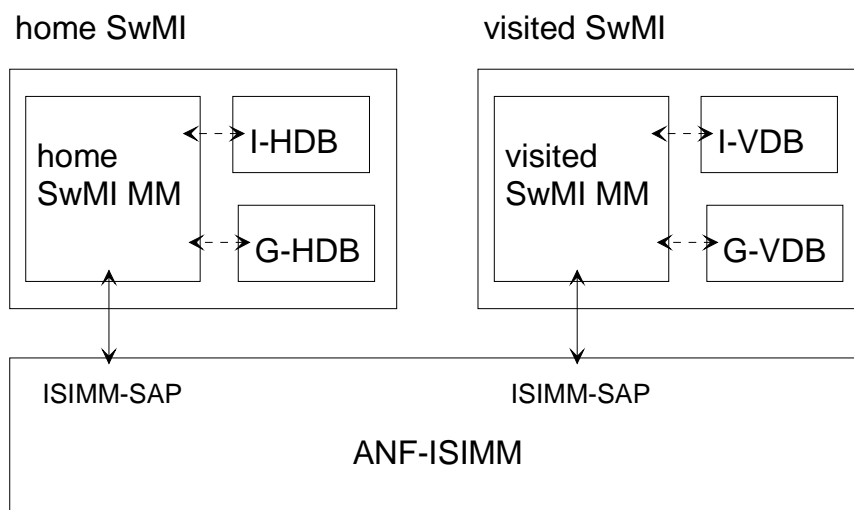 home SwMI
visited SwMI
home
SwMI MM
I-HDB
G-HDB
visited
SwMI MM
I-VDB
G-VDB
ISIMM-SAP
ISIMM-SAP
ANF-ISIMM